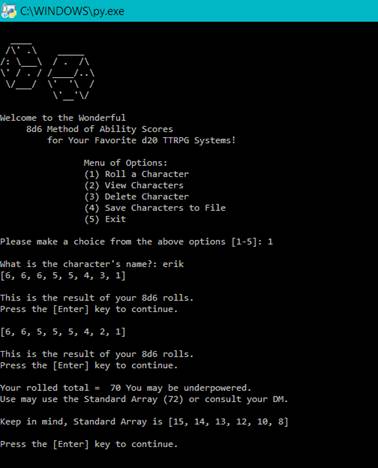 C:\WINDOWS\py.exe
Welcome to the Wonderful
8d6 Method of Ability Scores
for Your Favorite d20 TTRPG Systems!
Menu of Options:
(1) Roll a Character
(2) View Characters
(3) Delete Character
(4) Save Characters to File
(5) Exit
Please make a choice from the above options [1-5]: 1
What is the character's name?: erik
[6, 6, 6, 5, 5, 4, 3, 1]
This is the result of your 8d6 rolls.
Press the [Enter] key to continue.
[6, 6, 5, 5, 5, 4, 2, 1]
This is the result of your 8d6 rolls.
Press the [Enter] key to continue.
Your rolled total =  70 You may be underpowered.
Use may use the Standard Array (72) or consult your DM.
Keep in mind, Standard Array is [15, 14, 13, 12, 10, 8]
Press the [Enter] key to continue.